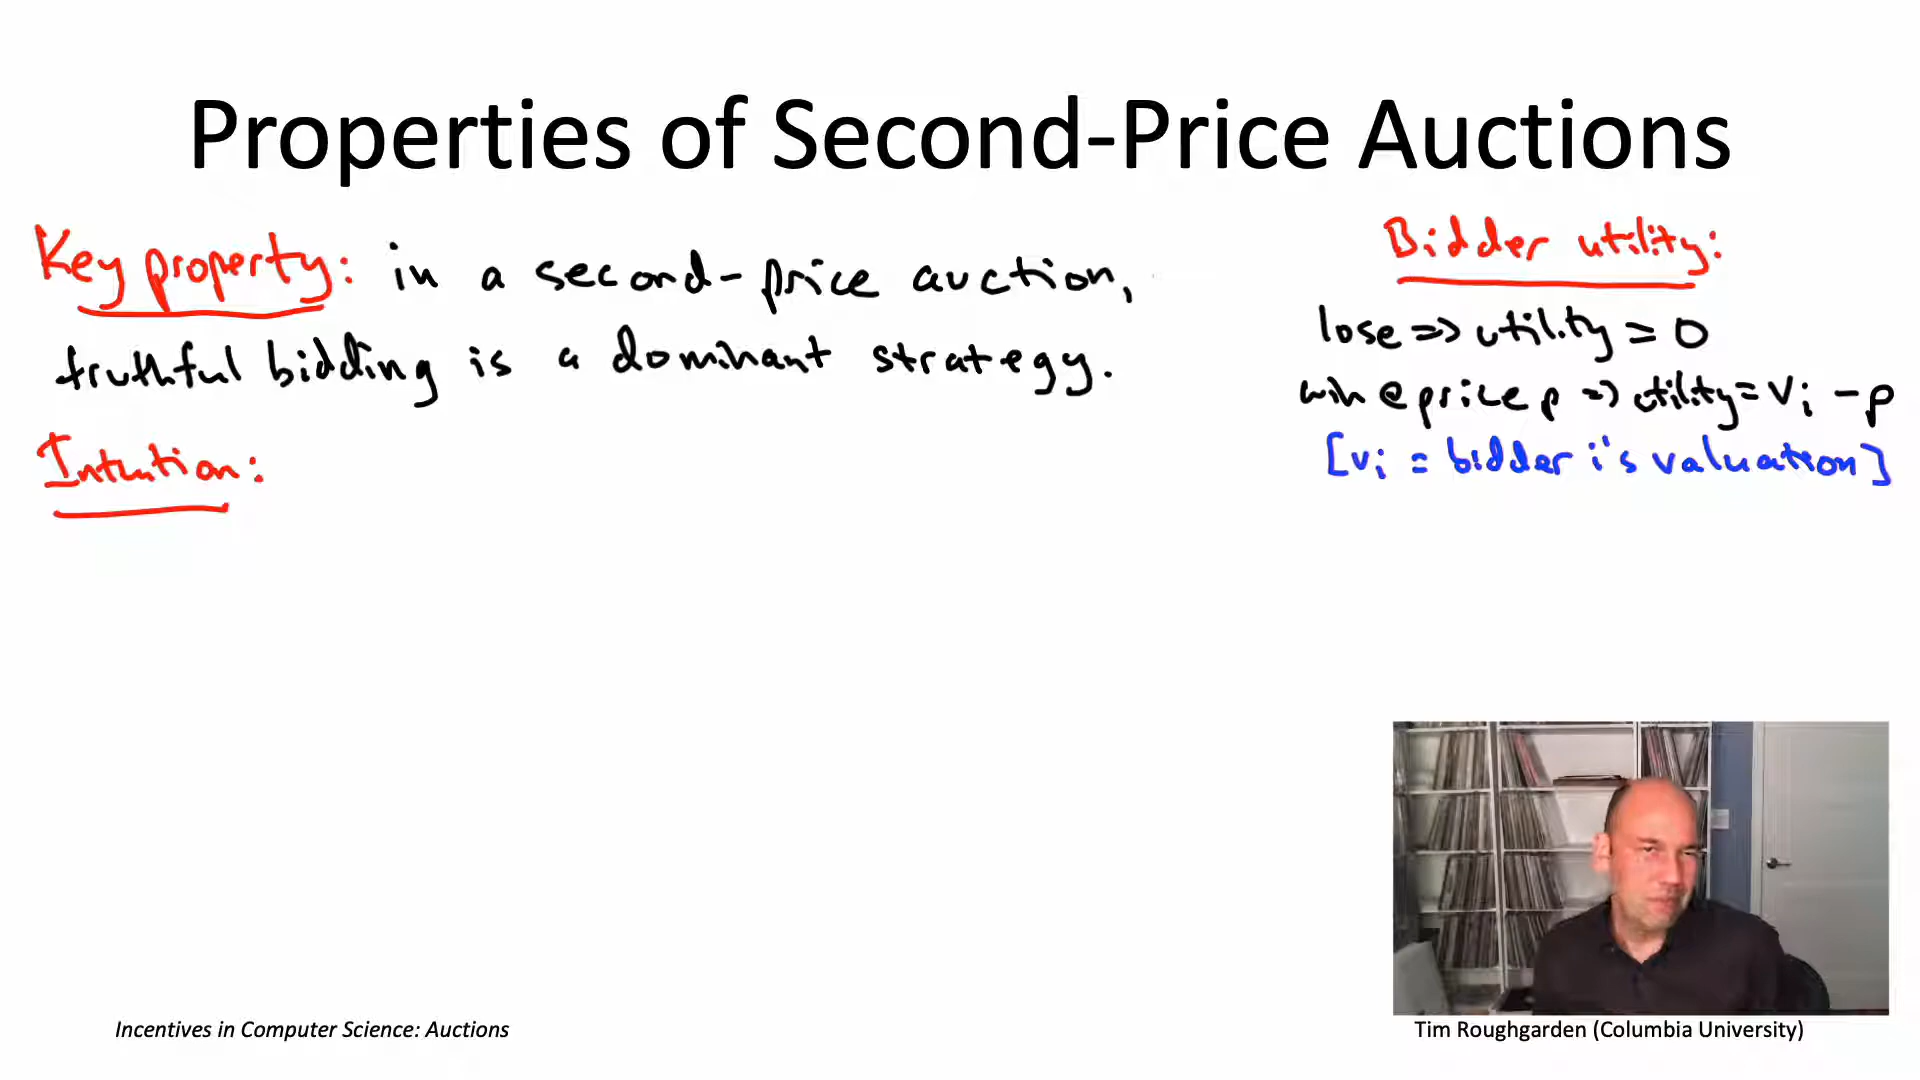 Properties of Second-Price Auctions
Key property: in a second-price auction,
truthful bidding is a dominant strategy.
Intuition:
Bidder utility:
lose => utility = 0
win @ price p => utility = vi - p
[vi = bidder i's valuation]
Incentives in Computer Science: Auctions
Tim Roughgarden (Columbia University)